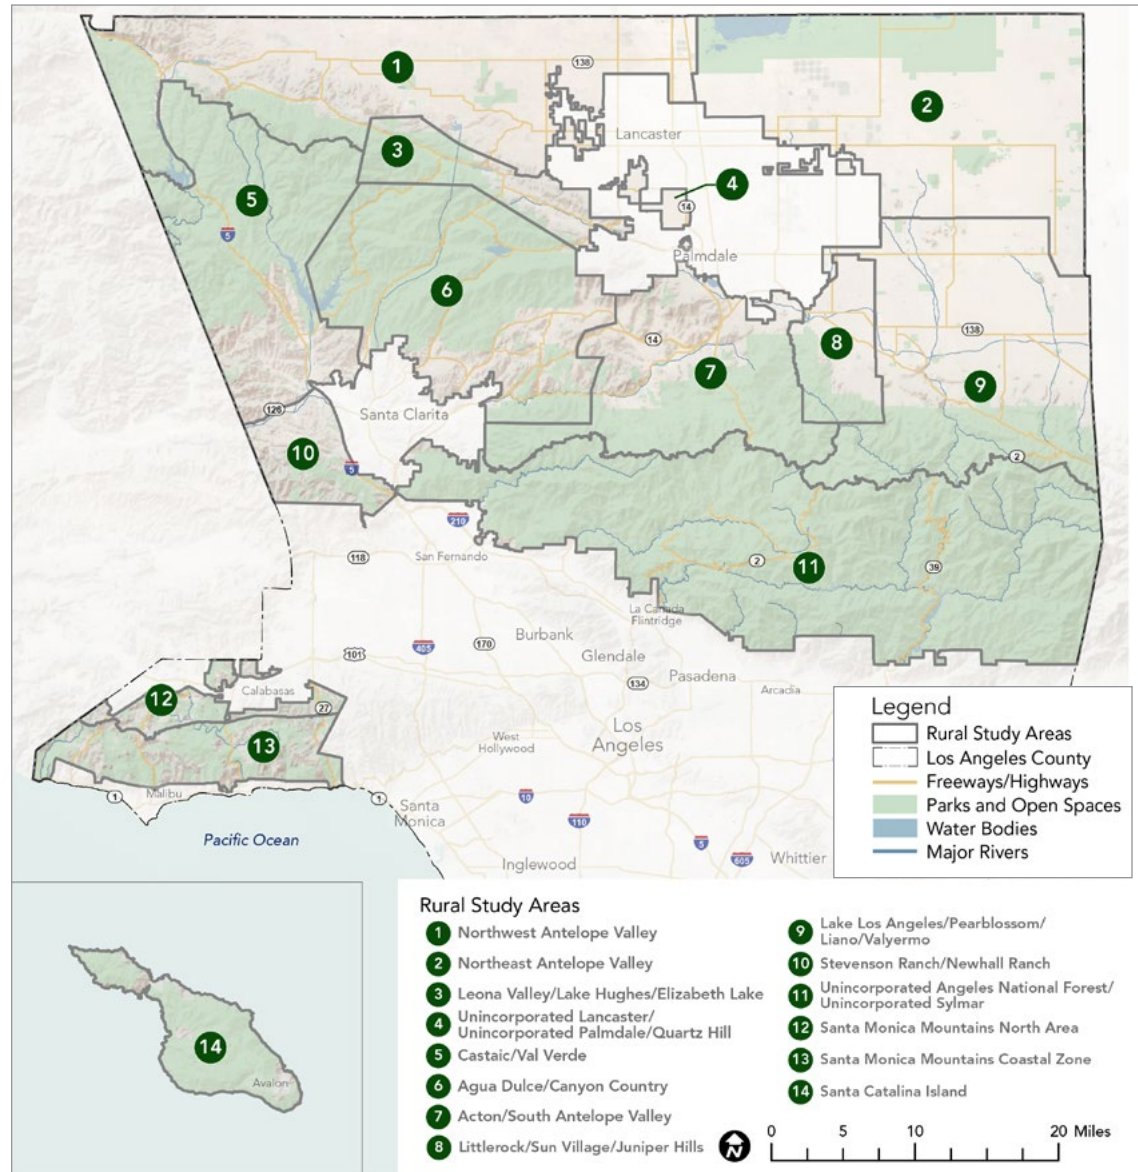 1
138
2
Lancaster
3
4
5
14
5
Palmdale
6
138
14
8
7
9
126
Santa Clarita
10
5
2
210
118
San Fernando
2
11
39
La Canada
Flintridge
Burbank
170
405
101
Glendale
134
Pasadena
Calabasas
Arcadia
12
27
13
Los
Angeles
West
Hollywood
Malibu
1
1
10
Santa
Monica
110
Pacific Ocean
5
605
Whittier
Inglewood
Legend
Rural Study Areas
Los Angeles County
Freeways/Highways
Parks and Open Spaces
Water Bodies
Major Rivers
14
Avalon
Rural Study Areas
1 Northwest Antelope Valley
2 Northeast Antelope Valley
3 Leona Valley/Lake Hughes/Elizabeth Lake
4 Unincorporated Lancaster/
Unincorporated Palmdale/Quartz Hill
5 Castaic/Val Verde
6 Agua Dulce/Canyon Country
7 Acton/South Antelope Valley
8 Littlerock/Sun Village/Juniper Hills
9 Lake Los Angeles/Pearblossom/
Liano/Valyermo
10 Stevenson Ranch/Newhall Ranch
11 Unincorporated Angeles National Forest/
Unincorporated Sylmar
12 Santa Monica Mountains North Area
13 Santa Monica Mountains Coastal Zone
14 Santa Catalina Island
N
0 5 10 20 Miles